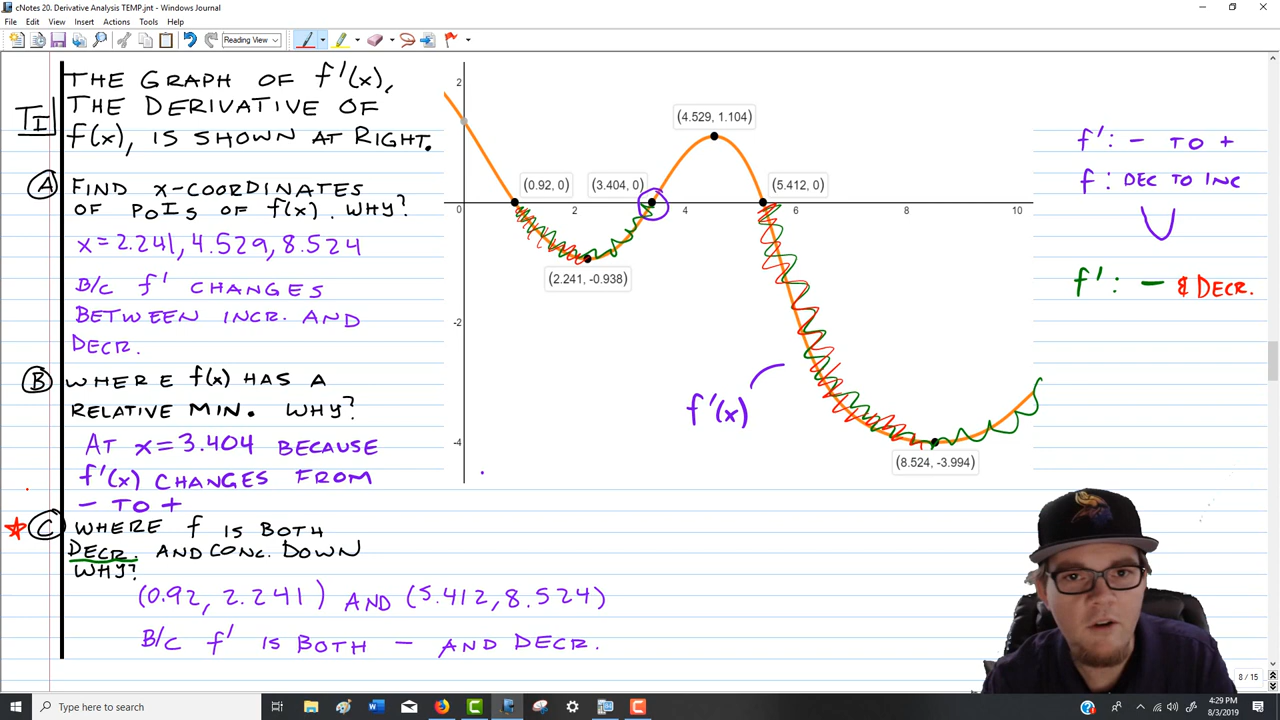 cNotes 20. Derivative Analysis TEMP.jnt - Windows Journal
File Edit View Insert Actions Tools Help
Reading View
TI
THE GRAPH OF f'(x),
THE DERIVATIVE OF
f(x), IS SHOWN AT RIGHT.
A FIND x-COORDINATES
OF POIS OF f(x). WHY?
x=2.241, 4.529, 8.524
B/C f' CHANGES
BETWEEN INCR. AND
DECR.
B WHERE f(x) HAS A
RELATIVE MIN. WHY?
AT x=3.404 BECAUSE
f'(x) CHANGES FROM
- TO +
C WHERE f IS BOTH
DECR. AND CONC. DOWN
WHY?
(0.92, 2.241) AND (5.412, 8.524)
B/C f' IS BOTH - AND DECR.
2
(4.529, 1.104)
(0.92, 0)
(3.404, 0)
(5.412, 0)
0 2 4 6 8 10
(2.241, -0.938)
-2
f'(x)
-4
(8.524, -3.994)
f': - TO +
f: DEC TO INC
f': - & DECR.
8 / 15
Type here to search
4:29 PM
8/3/2019